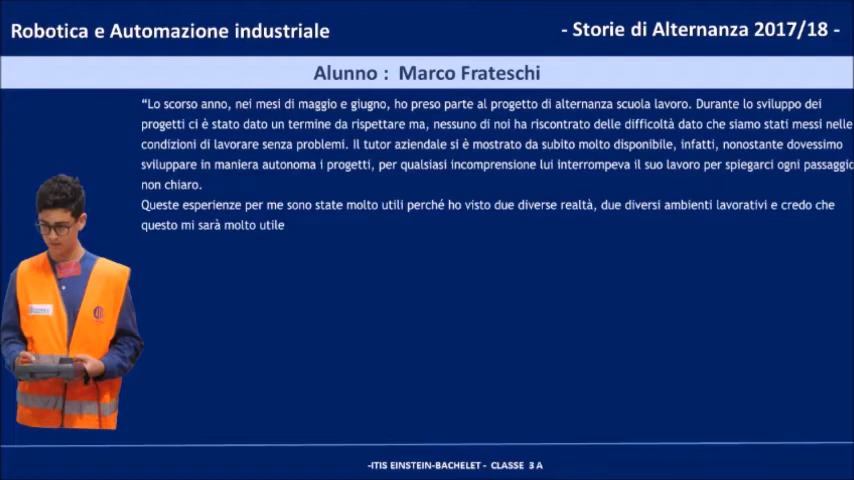 Robotica e Automazione industriale
- Storie di Alternanza 2017/18 -
Alunno : Marco Frateschi
“Lo scorso anno, nei mesi di maggio e giugno, ho preso parte al progetto di alternanza scuola lavoro. Durante lo sviluppo dei
progetti ci è stato dato un termine da rispettare ma, nessuno di noi ha riscontrato delle difficoltà dato che siamo stati messi nelle
condizioni di lavorare senza problemi. Il tutor aziendale si è mostrato da subito molto disponibile, infatti, nonostante dovessimo
sviluppare in maniera autonoma i progetti, per qualsiasi incomprensione lui interrompeva il suo lavoro per spiegarci ogni passaggio
non chiaro.
Queste esperienze per me sono state molto utili perché ho visto due diverse realtà, due diversi ambienti lavorativi e credo che
questo mi sarà molto utile
-ITIS EINSTEIN-BACHELET - CLASSE 3 A